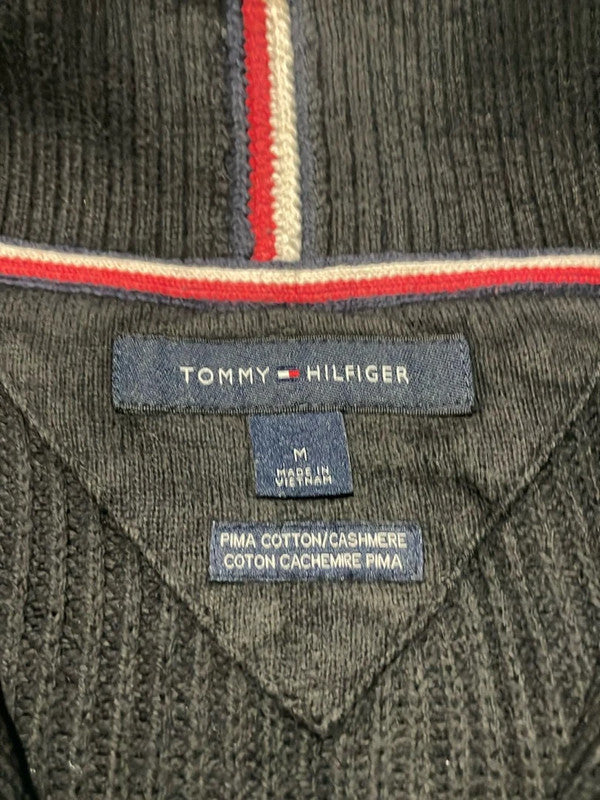 TOMMY HILFIGER
M
MADE IN
VIETNAM
PIMA COTTON/CASHMERE
COTON CACHEMIRE PIMA